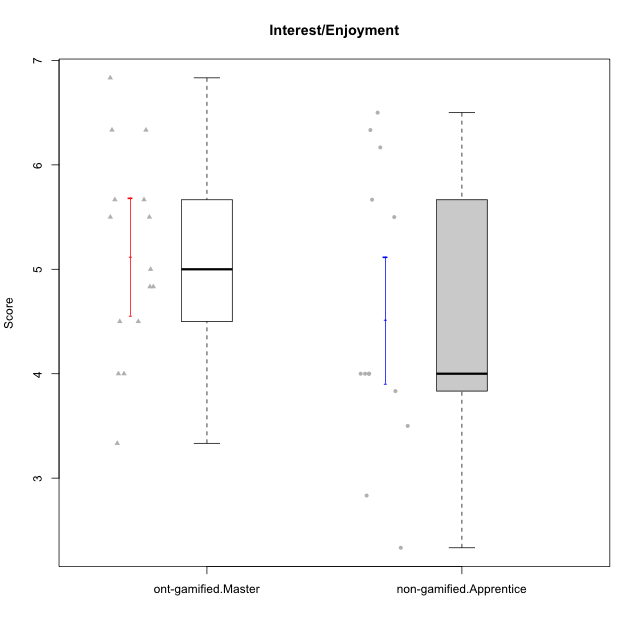 Interest/Enjoyment
7
6
5
4
3
Score
ont-gamified.Master
non-gamified.Apprentice